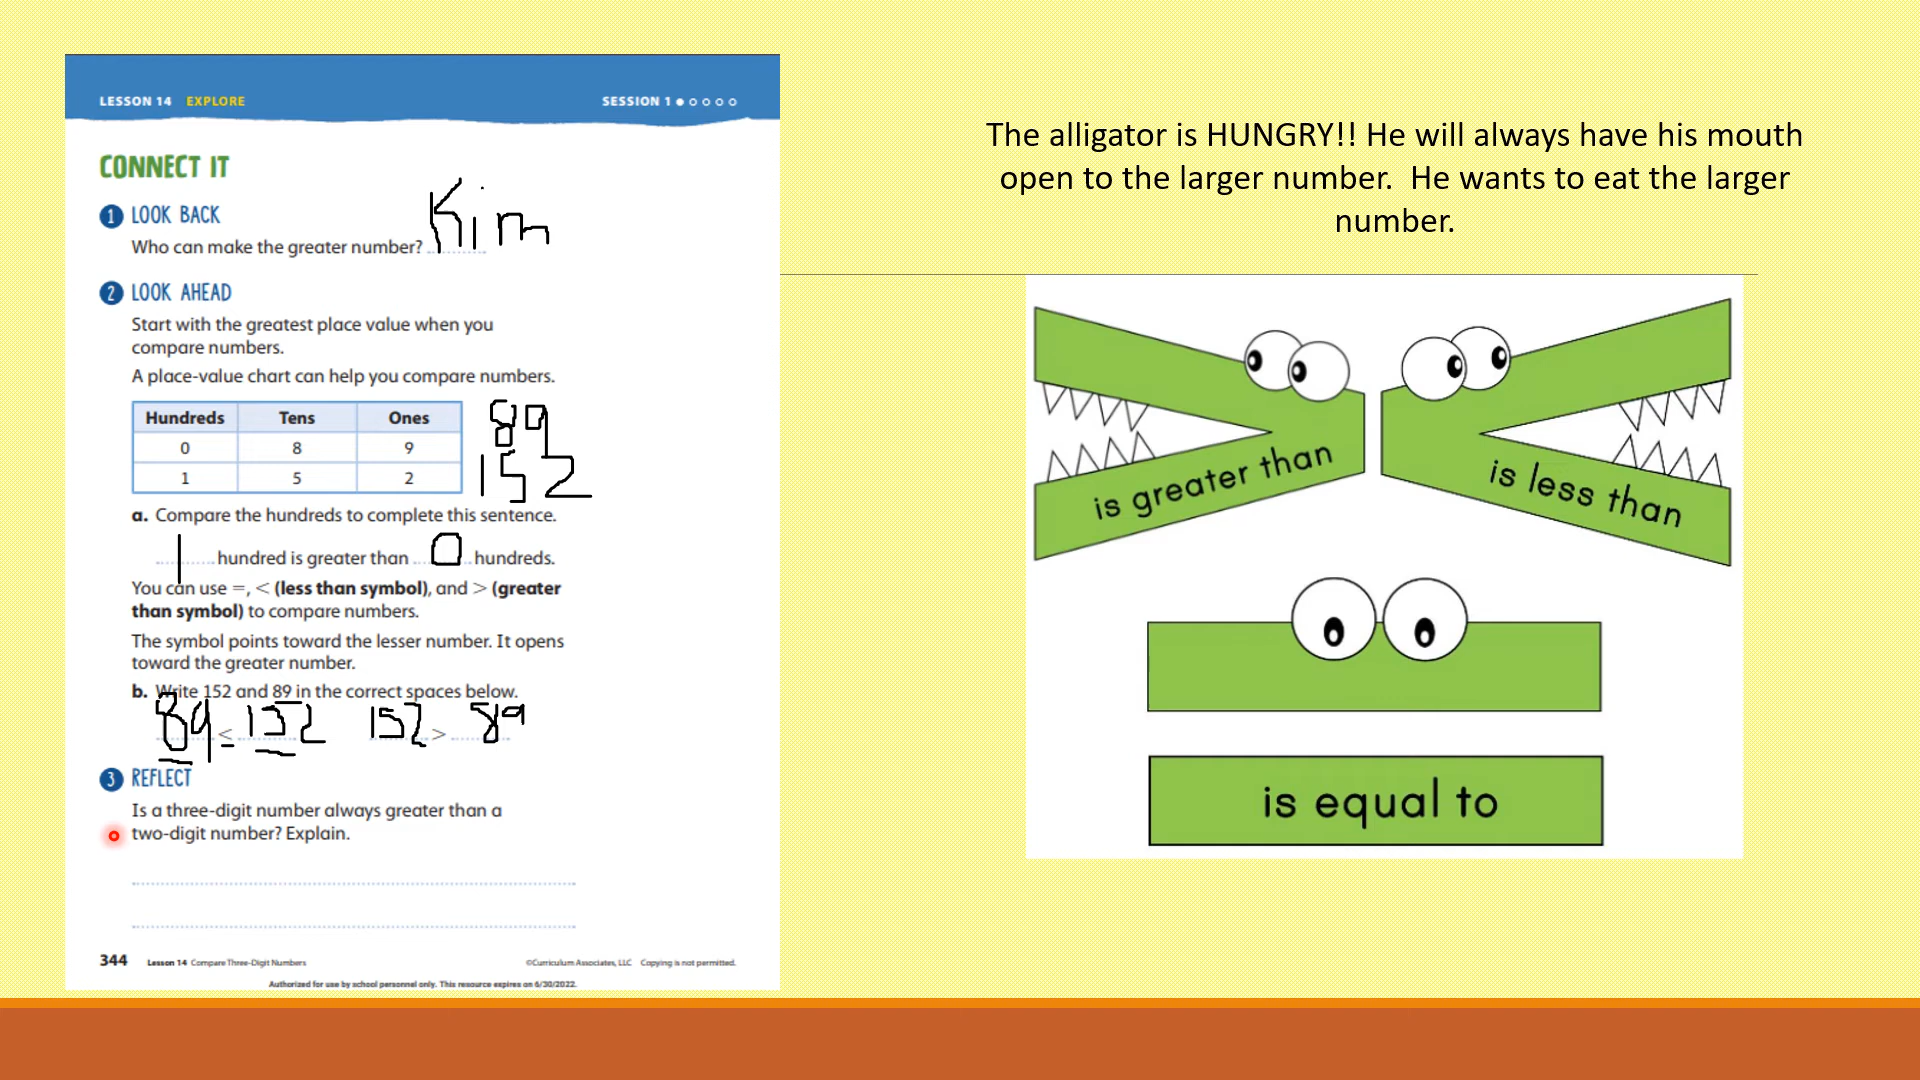 LESSON 14 EXPLORE
SESSION 1
CONNECT IT
1 LOOK BACK
Who can make the greater number? Kim
2 LOOK AHEAD
Start with the greatest place value when you
compare numbers.
A place-value chart can help you compare numbers.
Hundreds Tens Ones
0 8 9 89
1 5 2 152
a. Compare the hundreds to complete this sentence.
1 hundred is greater than 0 hundreds.
You can use =, < (less than symbol), and > (greater
than symbol) to compare numbers.
The symbol points toward the lesser number. It opens
toward the greater number.
b. Write 152 and 89 in the correct spaces below.
89 < 152 152 > 89
3 REFLECT
Is a three-digit number always greater than a
two-digit number? Explain.
344 Lesson 14 Compare Three-Digit Numbers ©Curriculum Associates, LLC Copying is not permitted.
Authorized for use by school personnel only. This resource expires on 6/30/2022.
The alligator is HUNGRY!! He will always have his mouth
open to the larger number. He wants to eat the larger
number.
is greater than
is less than
is equal to